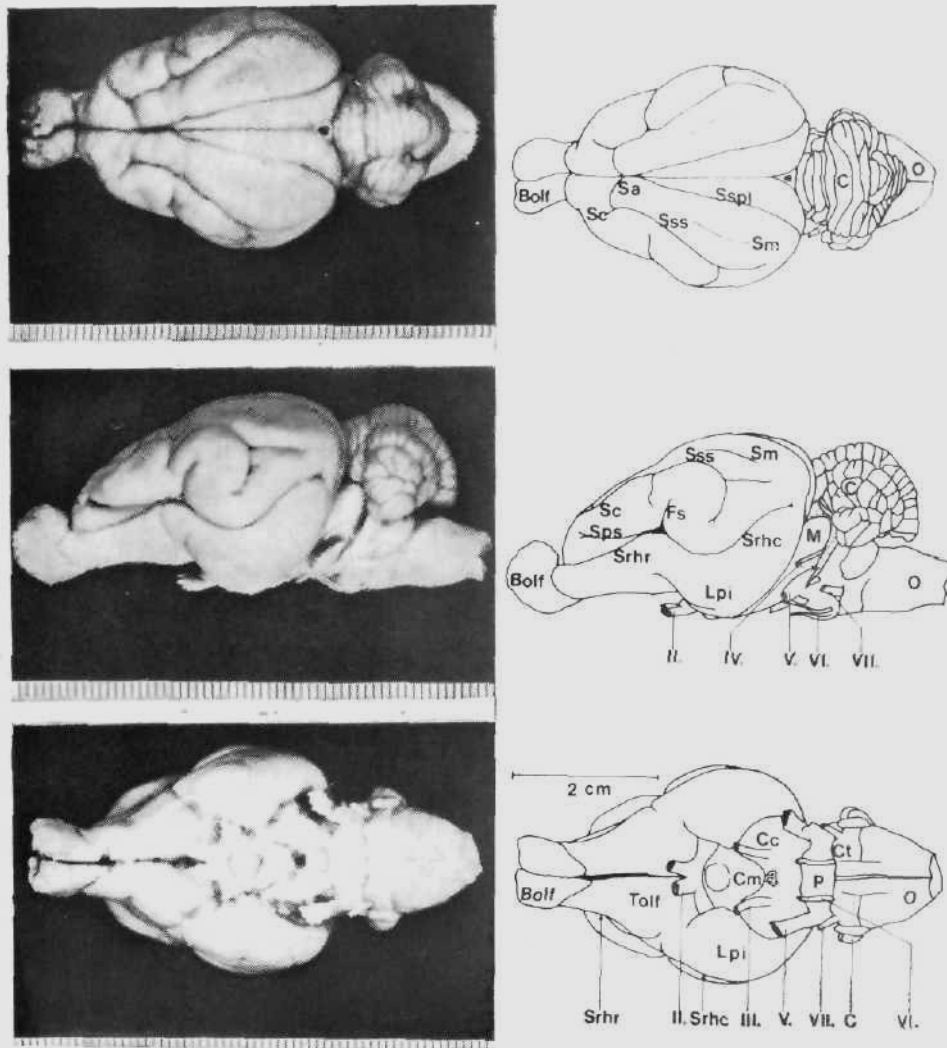 Bolf
Sa
Sc
Sss
Sspl
Sm
C
O
Sss
Sm
Sc
Sps
Fs
Srhr
Srhc
M
C
Bolf
Lpi
O
II.
IV.
V.
VI.
VII.
2 cm
Cc
Ct
Cm
P
Bolf
Tolf
O
Lpi
Srhr
II.
Srhc
III.
V.
VII.
C
VI.